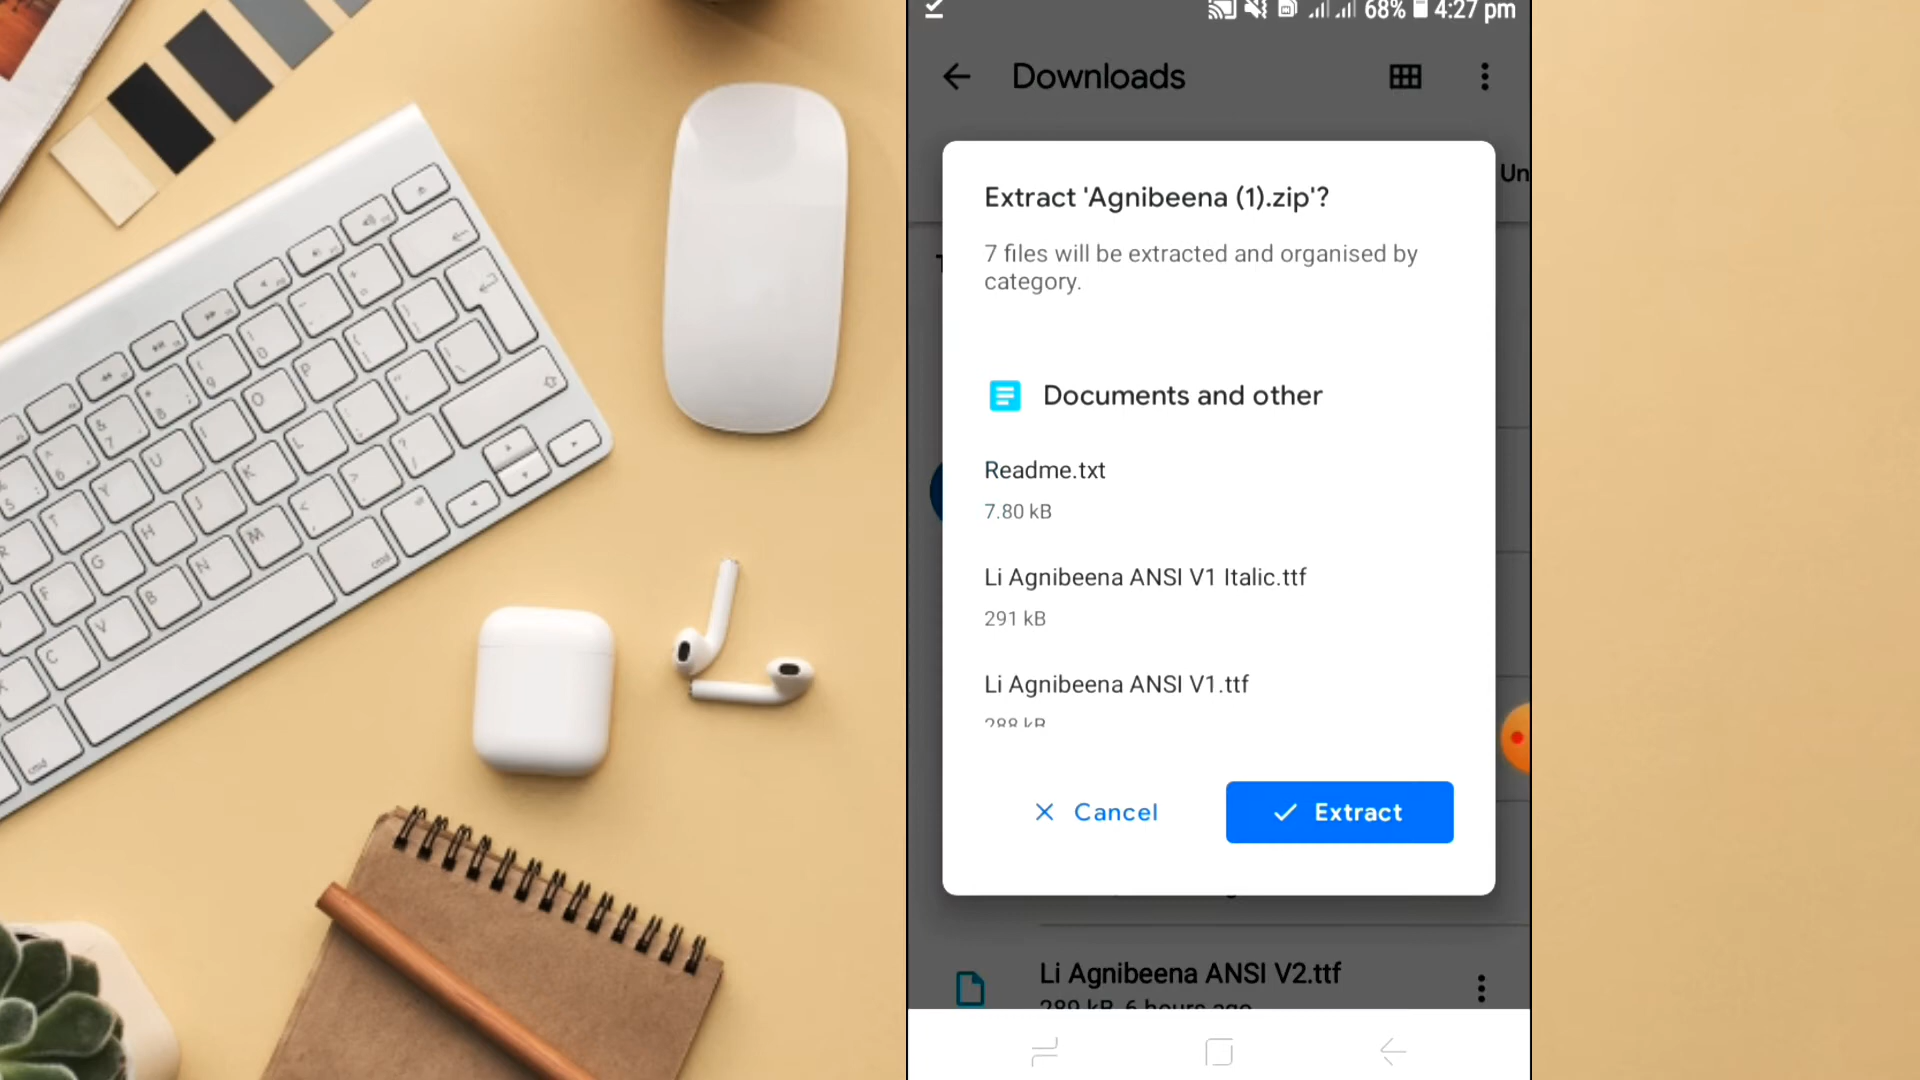 68% 4:27 pm
Downloads
Un
Extract 'Agnibeena (1).zip'?
7 files will be extracted and organised by
category.
Documents and other
Readme.txt
7.80 kB
Li Agnibeena ANSI V1 Italic.ttf
291 kB
Li Agnibeena ANSI V1.ttf
288 kB
Cancel
Extract
Li Agnibeena ANSI V2.ttf
289 kB, 6 hours ago